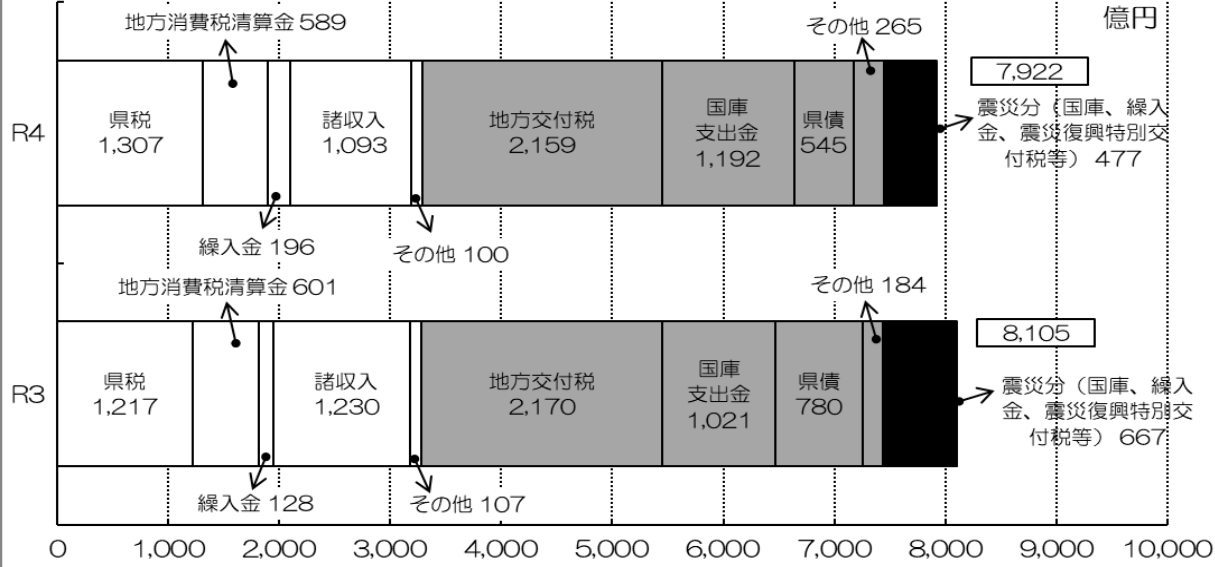 億円
地方消費税清算金 589
その他 265
7,922
R4
県税
1,307
諸収入
1,093
地方交付税
2,159
国庫
支出金
1,192
県債
545
震災分（国庫、繰入
金、震災復興特別交
付税等） 477
繰入金 196
その他 100
地方消費税清算金 601
その他 184
8,105
R3
県税
1,217
諸収入
1,230
地方交付税
2,170
国庫
支出金
1,021
県債
780
震災分（国庫、繰入
金、震災復興特別交
付税等） 667
繰入金 128
その他 107
0 1,000 2,000 3,000 4,000 5,000 6,000 7,000 8,000 9,000 10,000